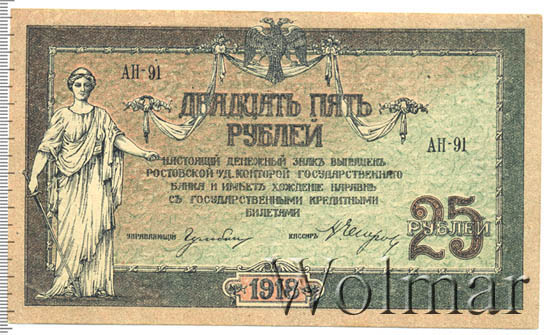 АН-91
ДВАДЦАТЬ ПЯТЬ
РУБЛЕЙ
АН-91
НАСТОЯЩІЙ ДЕНЕЖНЫЙ ЗНАКЪ ВЫПУЩЕНЪ
РОСТОВСКОЙ Н/Д. КОНТОРОЙ ГОСУДАРСТВЕННАГО
БАНКА И ИМѢЕТЪ ХОЖДЕНІЕ НАРАВНѢ
СЪ ГОСУДАРСТВЕННЫМИ КРЕДИТНЫМИ
БИЛЕТАМИ
УПРАВЛЯЮЩІЙ
КАССИРЪ
25
РУБЛЕЙ
1918
Wolmar